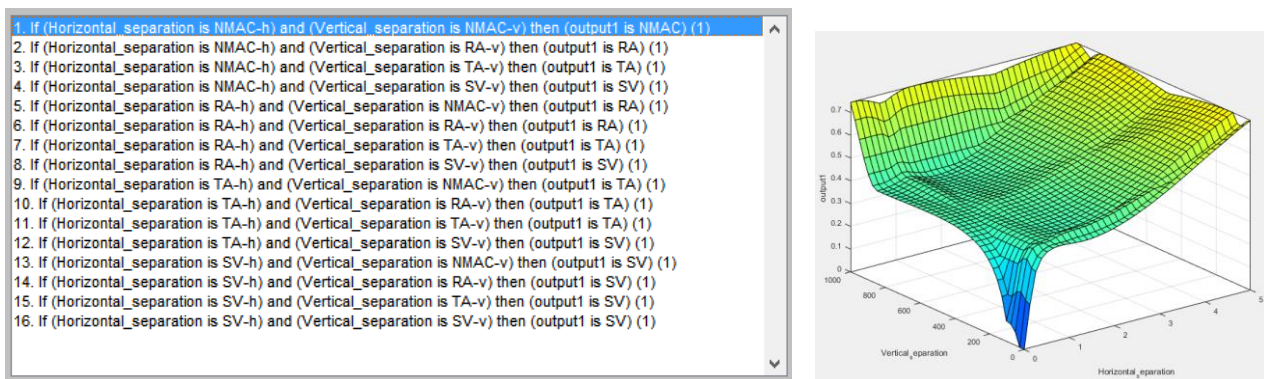 1. If (Horizontal_separation is NMAC-h) and (Vertical_separation is NMAC-v) then (output1 is NMAC) (1)
2. If (Horizontal_separation is NMAC-h) and (Vertical_separation is RA-v) then (output1 is RA) (1)
3. If (Horizontal_separation is NMAC-h) and (Vertical_separation is TA-v) then (output1 is TA) (1)
4. If (Horizontal_separation is NMAC-h) and (Vertical_separation is SV-v) then (output1 is SV) (1)
5. If (Horizontal_separation is RA-h) and (Vertical_separation is NMAC-v) then (output1 is RA) (1)
6. If (Horizontal_separation is RA-h) and (Vertical_separation is RA-v) then (output1 is RA) (1)
7. If (Horizontal_separation is RA-h) and (Vertical_separation is TA-v) then (output1 is TA) (1)
8. If (Horizontal_separation is RA-h) and (Vertical_separation is SV-v) then (output1 is SV) (1)
9. If (Horizontal_separation is TA-h) and (Vertical_separation is NMAC-v) then (output1 is TA) (1)
10. If (Horizontal_separation is TA-h) and (Vertical_separation is RA-v) then (output1 is TA) (1)
11. If (Horizontal_separation is TA-h) and (Vertical_separation is TA-v) then (output1 is TA) (1)
12. If (Horizontal_separation is TA-h) and (Vertical_separation is SV-v) then (output1 is SV) (1)
13. If (Horizontal_separation is SV-h) and (Vertical_separation is NMAC-v) then (output1 is SV) (1)
14. If (Horizontal_separation is SV-h) and (Vertical_separation is RA-v) then (output1 is SV) (1)
15. If (Horizontal_separation is SV-h) and (Vertical_separation is TA-v) then (output1 is SV) (1)
16. If (Horizontal_separation is SV-h) and (Vertical_separation is SV-v) then (output1 is SV) (1)
output1
0.7
0.6
0.5
0.4
0.3
0.2
0.1
0
1000
800
600
400
200
0
Vertical_separation
0
1
2
3
4
5
Horizontal_separation